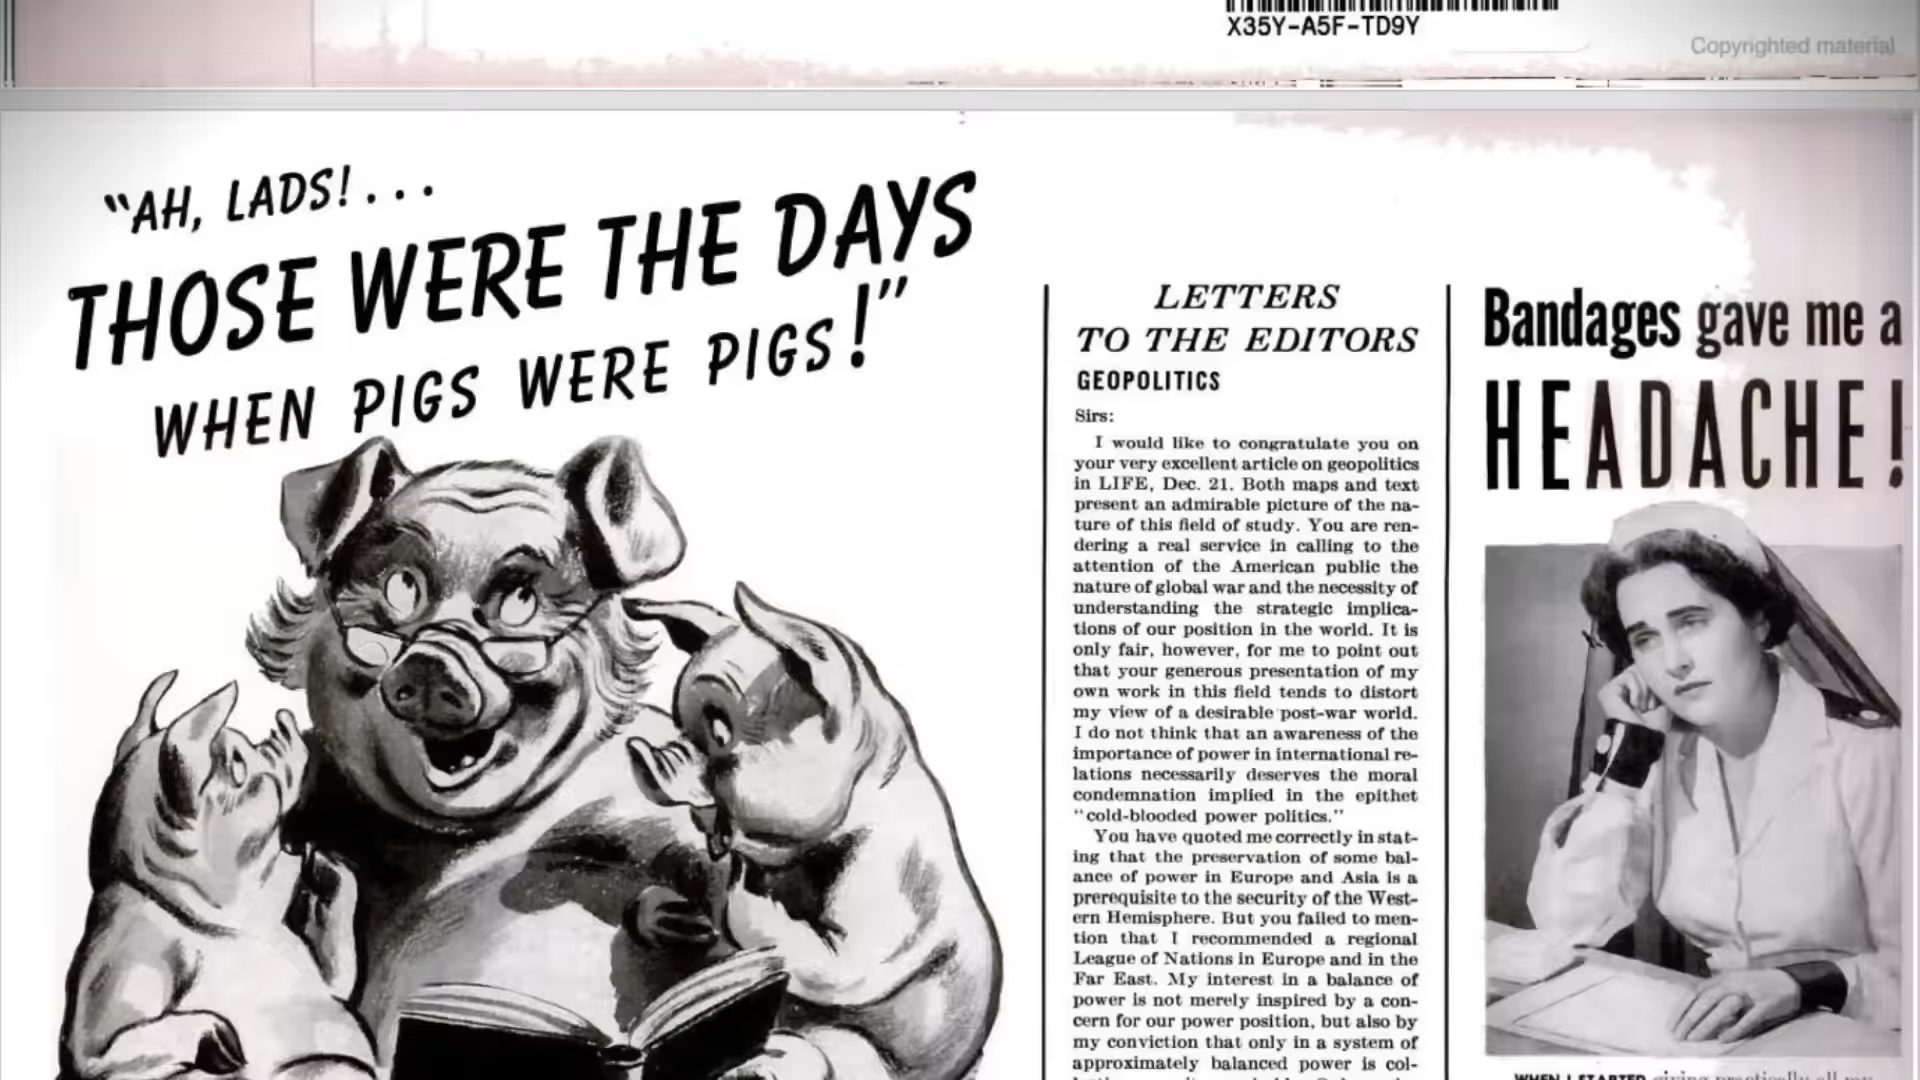 X35Y-A5F-TD9Y
Copyrighted material
“AH, LADS!...
THOSE WERE THE DAYS
WHEN PIGS WERE PIGS!”
LETTERS
TO THE EDITORS
GEOPOLITICS
Sirs:
I would like to congratulate you on
your very excellent article on geopolitics
in LIFE, Dec. 21. Both maps and text
present an admirable picture of the na-
ture of this field of study. You are ren-
dering a real service in calling to the
attention of the American public the
nature of global war and the necessity of
understanding the strategic implica-
tions of our position in the world. It is
only fair, however, for me to point out
that your generous presentation of my
own work in this field tends to distort
my view of a desirable post-war world.
I do not think that an awareness of the
importance of power in international re-
lations necessarily deserves the moral
condemnation implied in the epithet
“cold-blooded power politics.”
You have quoted me correctly in stat-
ing that the preservation of some bal-
ance of power in Europe and Asia is a
prerequisite to the security of the West-
ern Hemisphere. But you failed to men-
tion that I recommended a regional
League of Nations in Europe and in the
Far East. My interest in a balance of
power is not merely inspired by a con-
cern for our power position, but also by
my conviction that only in a system of
approximately balanced power is col-
Bandages gave me a
HEADACHE!
WHEN I STARTED giving practically all my